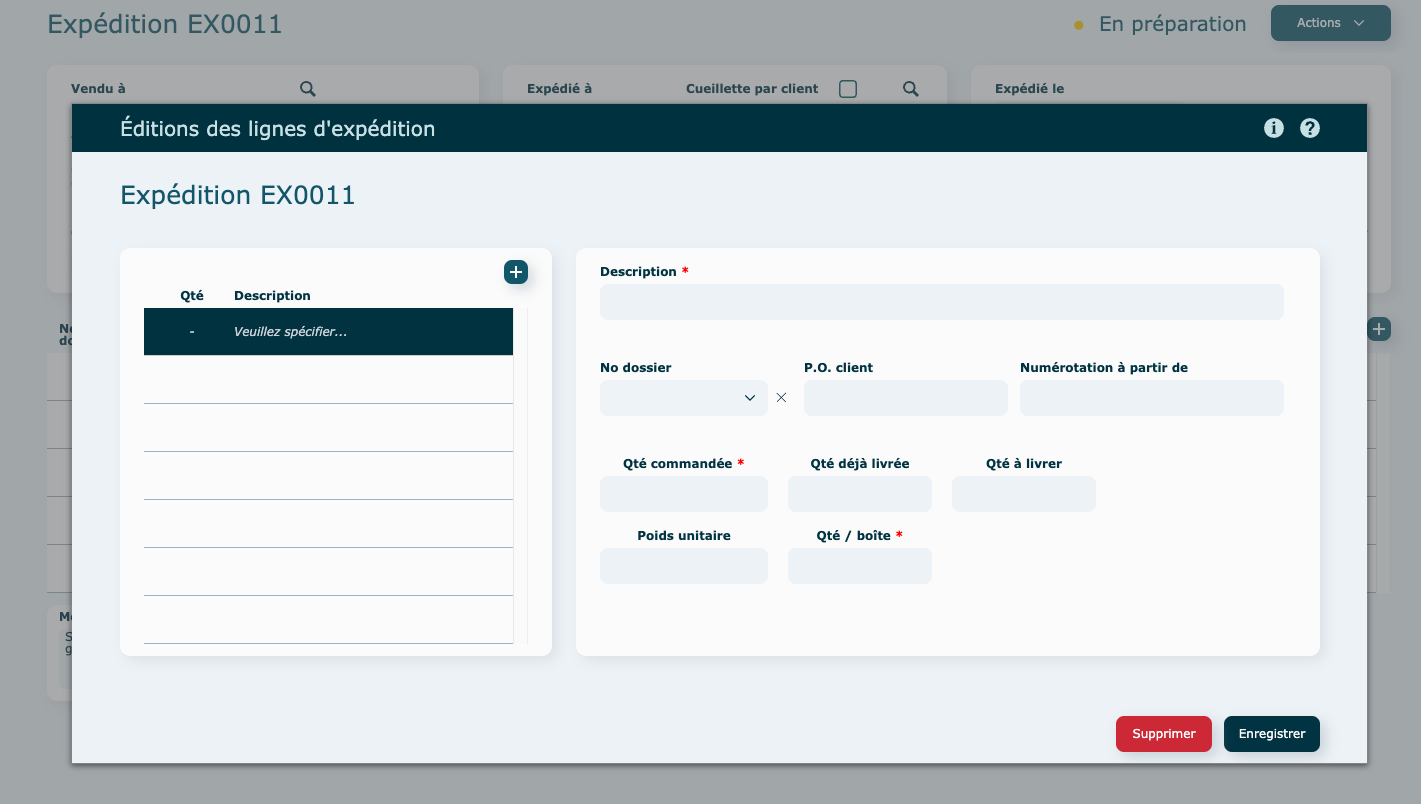 Expédition EX0011
En préparation
Actions
Vendu à
Expédié à
Cueillette par client
Expédié le
Éditions des lignes d'expédition
Expédition EX0011
Qté
Description
-
Veuillez spécifier...
Description *
No dossier
P.O. client
Numérotation à partir de
Qté commandée *
Qté déjà livrée
Qté à livrer
Poids unitaire
Qté / boîte *
Supprimer
Enregistrer